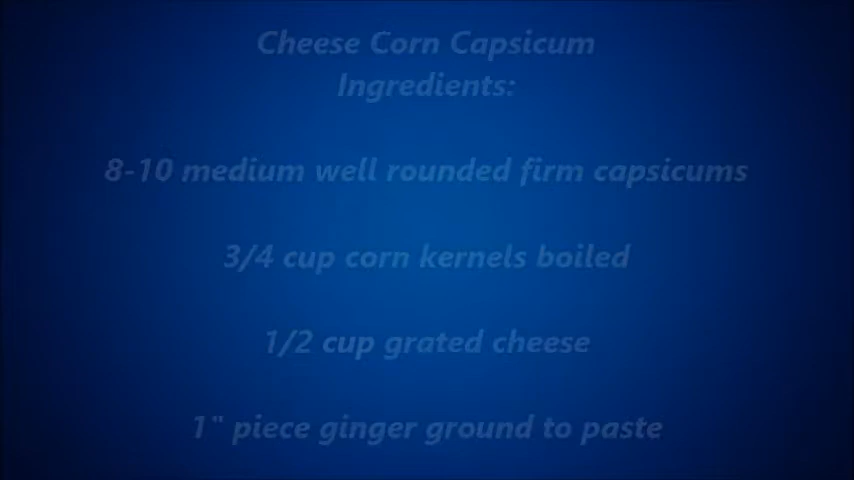 Cheese Corn Capsicum
Ingredients:
8-10 medium well rounded firm capsicums
3/4 cup corn kernels boiled
1/2 cup grated cheese
1" piece ginger ground to paste